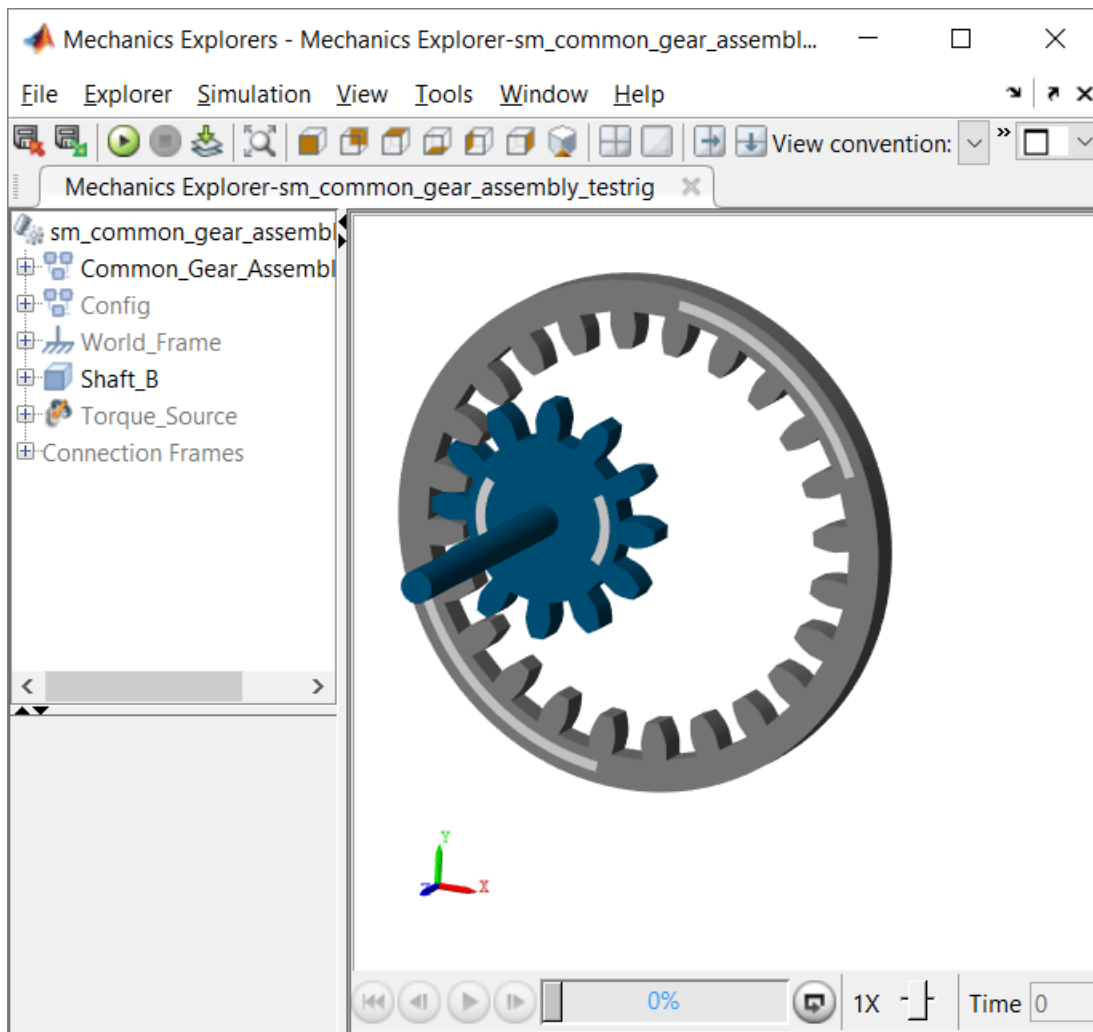 Mechanics Explorers - Mechanics Explorer-sm_common_gear_assembl...
File Explorer Simulation View Tools Window Help
View convention: »
Mechanics Explorer-sm_common_gear_assembly_testrig
sm_common_gear_assembl
Common_Gear_Assembl
Config
World_Frame
Shaft_B
Torque_Source
Connection Frames
Y
Z X
0% 1X Time 0